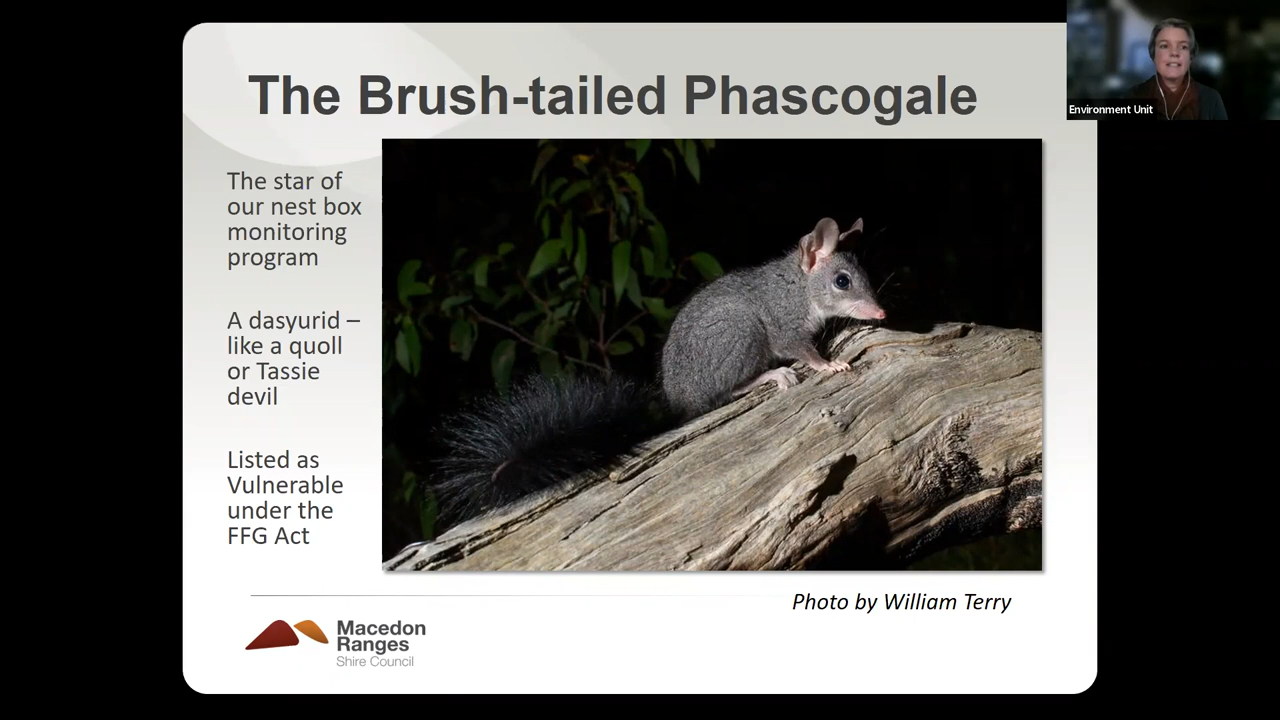 The Brush-tailed Phascogale
Environment Unit
The star of
our nest box
monitoring
program
A dasyurid –
like a quoll
or Tassie
devil
Listed as
Vulnerable
under the
FFG Act
Photo by William Terry
Macedon
Ranges
Shire Council